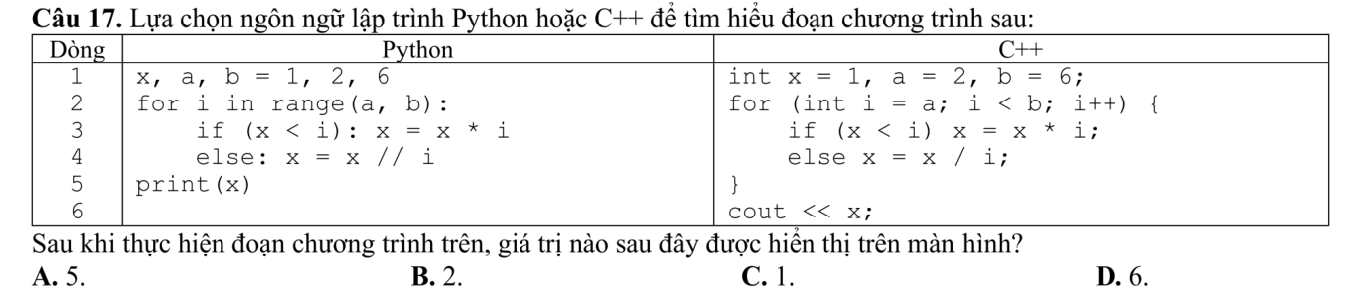 Câu 17. Lựa chọn ngôn ngữ lập trình Python hoặc C++ để tìm hiểu đoạn chương trình sau:
Dòng Python C++
1 x, a, b = 1, 2, 6 int x = 1, a = 2, b = 6;
2 for i in range(a, b): for (int i = a; i < b; i++) {
3 if (x < i): x = x * i if (x < i) x = x * i;
4 else: x = x // i else x = x / i;
5 print(x) }
6 cout << x;
Sau khi thực hiện đoạn chương trình trên, giá trị nào sau đây được hiển thị trên màn hình?
A. 5. B. 2. C. 1. D. 6.